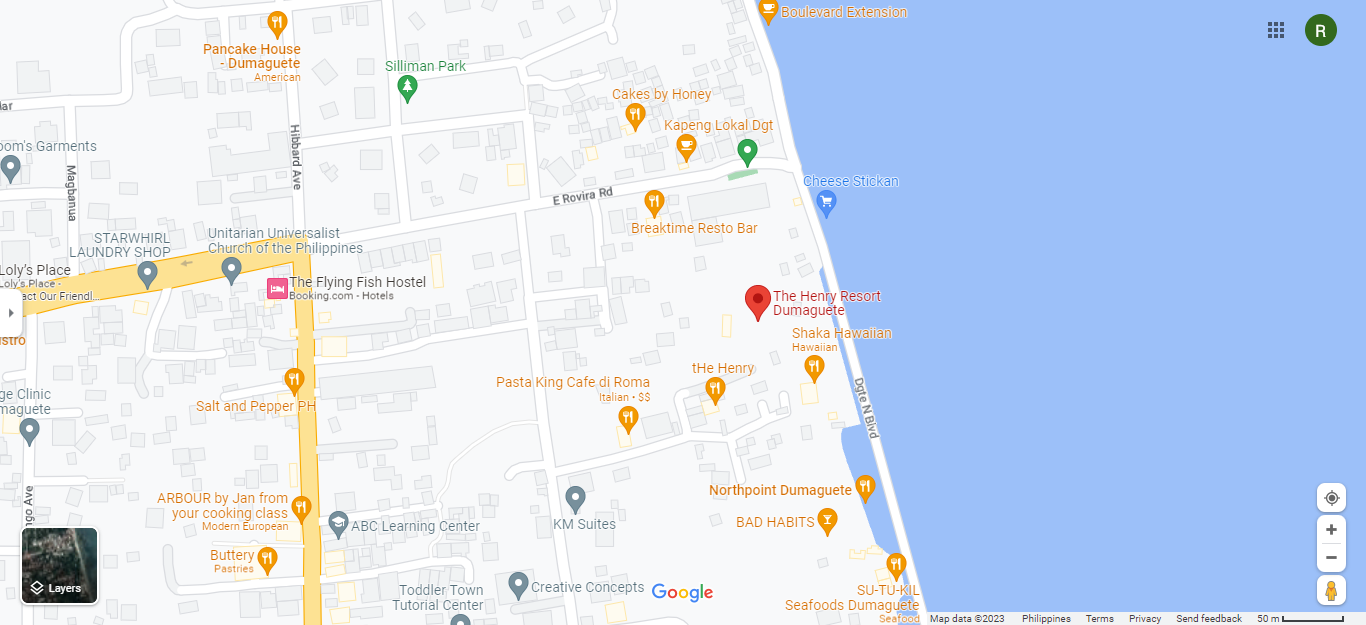 Boulevard Extension
R
Pancake House
- Dumaguete
American
Silliman Park
Cakes by Honey
Kapeng Lokal Dgt
oom's Garments
Hibbard Ave
Magbanua
E Rovira Rd
Cheese Stickan
Breaktime Resto Bar
STARWHIRL
LAUNDRY SHOP
Unitarian Universalist
Church of the Philippines
Loly's Place
Loly's Place -
act Our Friendl...
The Flying Fish Hostel
Booking.com - Hotels
The Henry Resort
Dumaguete
Shaka Hawaiian
Hawaiian
istro
tHe Henry
Pasta King Cafe di Roma
Italian • $$
Salt and Pepper PH
ge Clinic
maguete
Dgte N Blvd
Northpoint Dumaguete
BAD HABITS
ARBOUR by Jan from
your cooking class
Modern European
ngo Ave
ABC Learning Center
KM Suites
Buttery
Pastries
Toddler Town
Tutorial Center
Creative Concepts
Google
SU-TU-KIL
Seafoods Dumaguete
Seafood
Layers
Map data ©2023
Philippines
Terms
Privacy
Send feedback
50 m